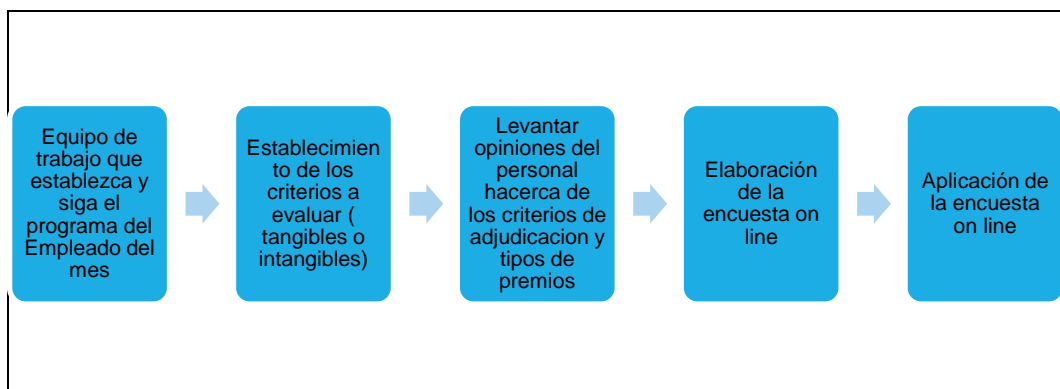 Equipo de
trabajo que
establezca y
siga el
programa del
Empleado del
mes
Establecimien
to de los
criterios a
evaluar (
tangibles o
intangibles)
Levantar
opiniones del
personal
hacerca de
los criterios de
adjudicacion y
tipos de
premios
Elaboración
de la
encuesta on
line
Aplicación de
la encuesta
on line